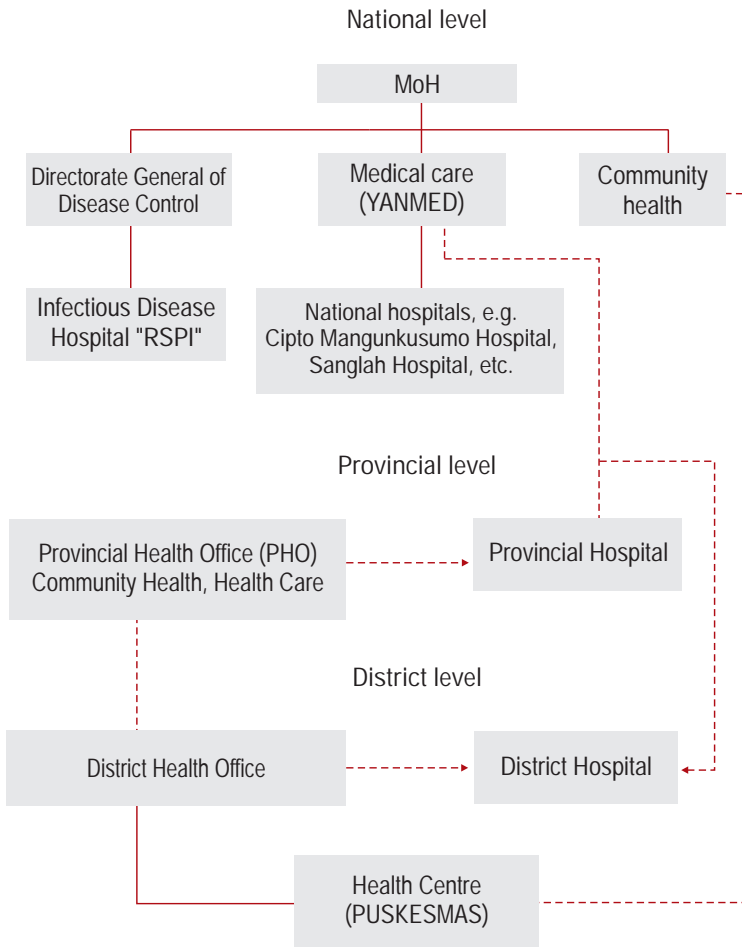 National level
MoH
Directorate General of
Disease Control
Medical care
(YANMED)
Community
health
Infectious Disease
Hospital "RSPI"
National hospitals, e.g.
Cipto Mangunkusumo Hospital,
Sanglah Hospital, etc.
Provincial level
Provincial Health Office (PHO)
Community Health, Health Care
Provincial Hospital
District level
District Health Office
District Hospital
Health Centre
(PUSKESMAS)